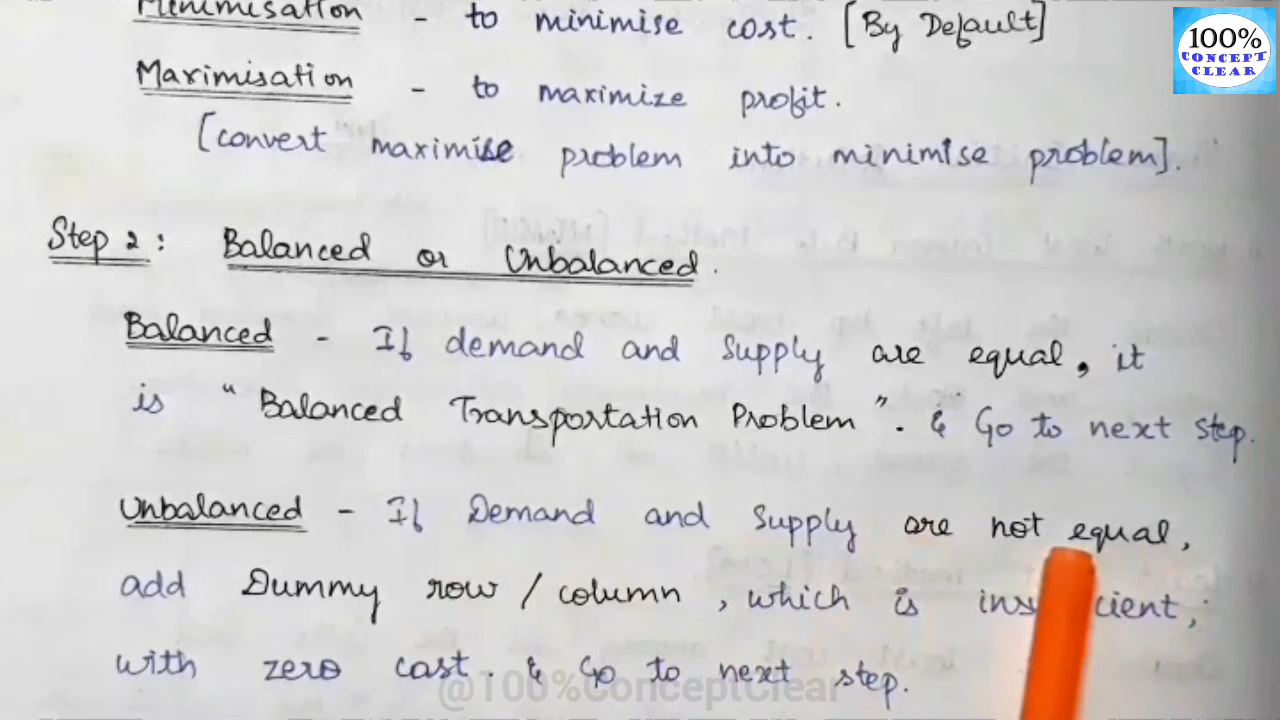 Minimisation - to minimise cost. [By Default]
100%
CONCEPT
CLEAR
Maximisation - to maximize profit.
[convert maximise problem into minimise problem].
Step 2: Balanced or Unbalanced.
Balanced - If demand and supply are equal, it
is "Balanced Transportation Problem". & Go to next step.
Unbalanced - If Demand and supply are not equal,
add Dummy row / column, which is
with zero cost. & Go to next step.
@100%ConceptClear